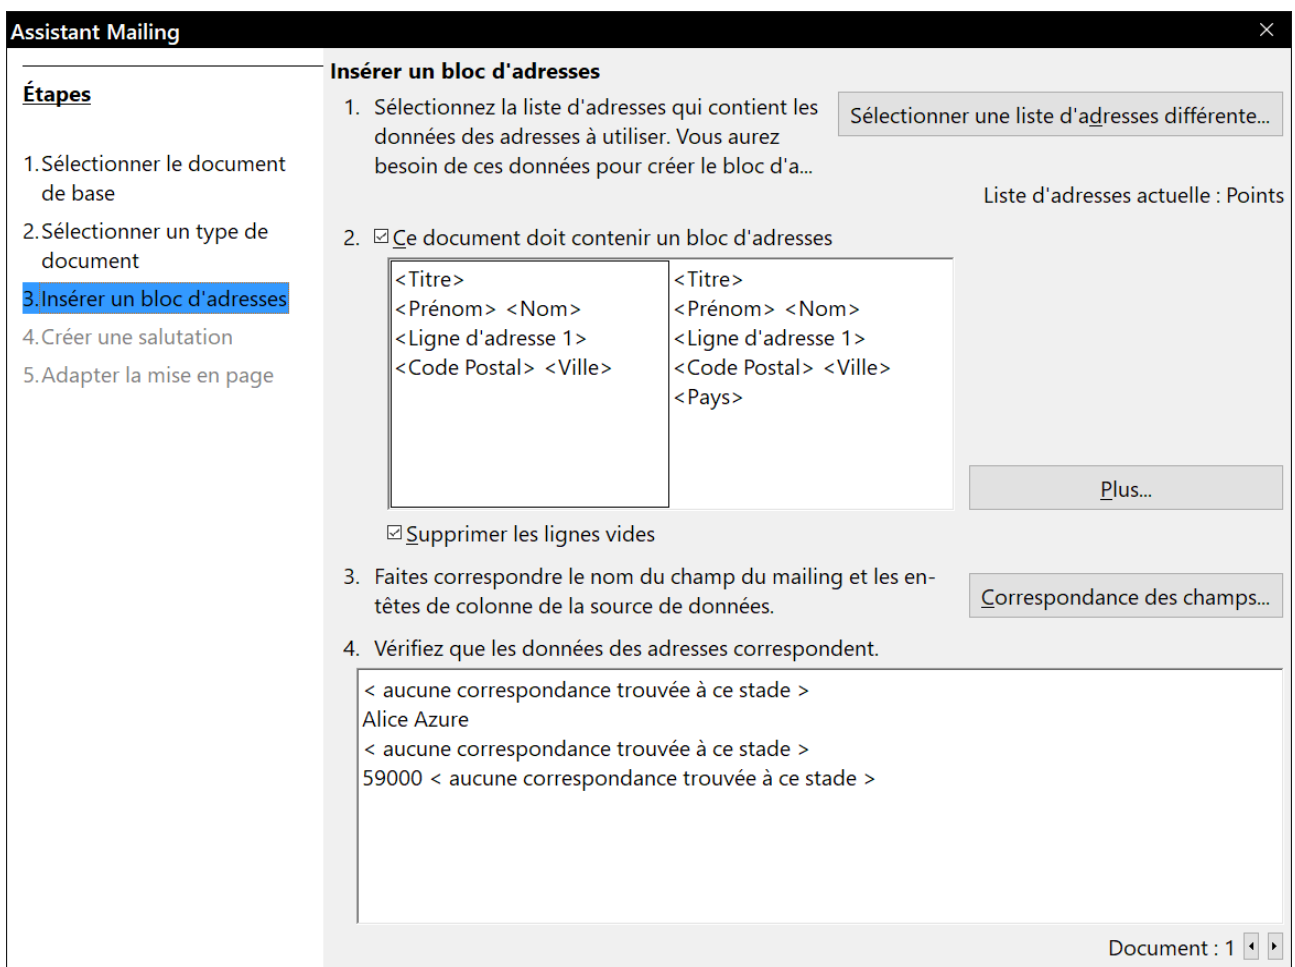 Assistant Mailing
Étapes
1.Sélectionner le document
de base
2.Sélectionner un type de
document
3.Insérer un bloc d'adresses
4.Créer une salutation
5.Adapter la mise en page
Insérer un bloc d'adresses
1. Sélectionnez la liste d'adresses qui contient les
données des adresses à utiliser. Vous aurez
besoin de ces données pour créer le bloc d'a...
Sélectionner une liste d'adresses différente...
Liste d'adresses actuelle : Points
2. Ce document doit contenir un bloc d'adresses
<Titre>
<Prénom> <Nom>
<Ligne d'adresse 1>
<Code Postal> <Ville>
<Titre>
<Prénom> <Nom>
<Ligne d'adresse 1>
<Code Postal> <Ville>
<Pays>
Plus...
Supprimer les lignes vides
3. Faites correspondre le nom du champ du mailing et les en-
têtes de colonne de la source de données.
Correspondance des champs...
4. Vérifiez que les données des adresses correspondent.
< aucune correspondance trouvée à ce stade >
Alice Azure
< aucune correspondance trouvée à ce stade >
59000 < aucune correspondance trouvée à ce stade >
Document : 1